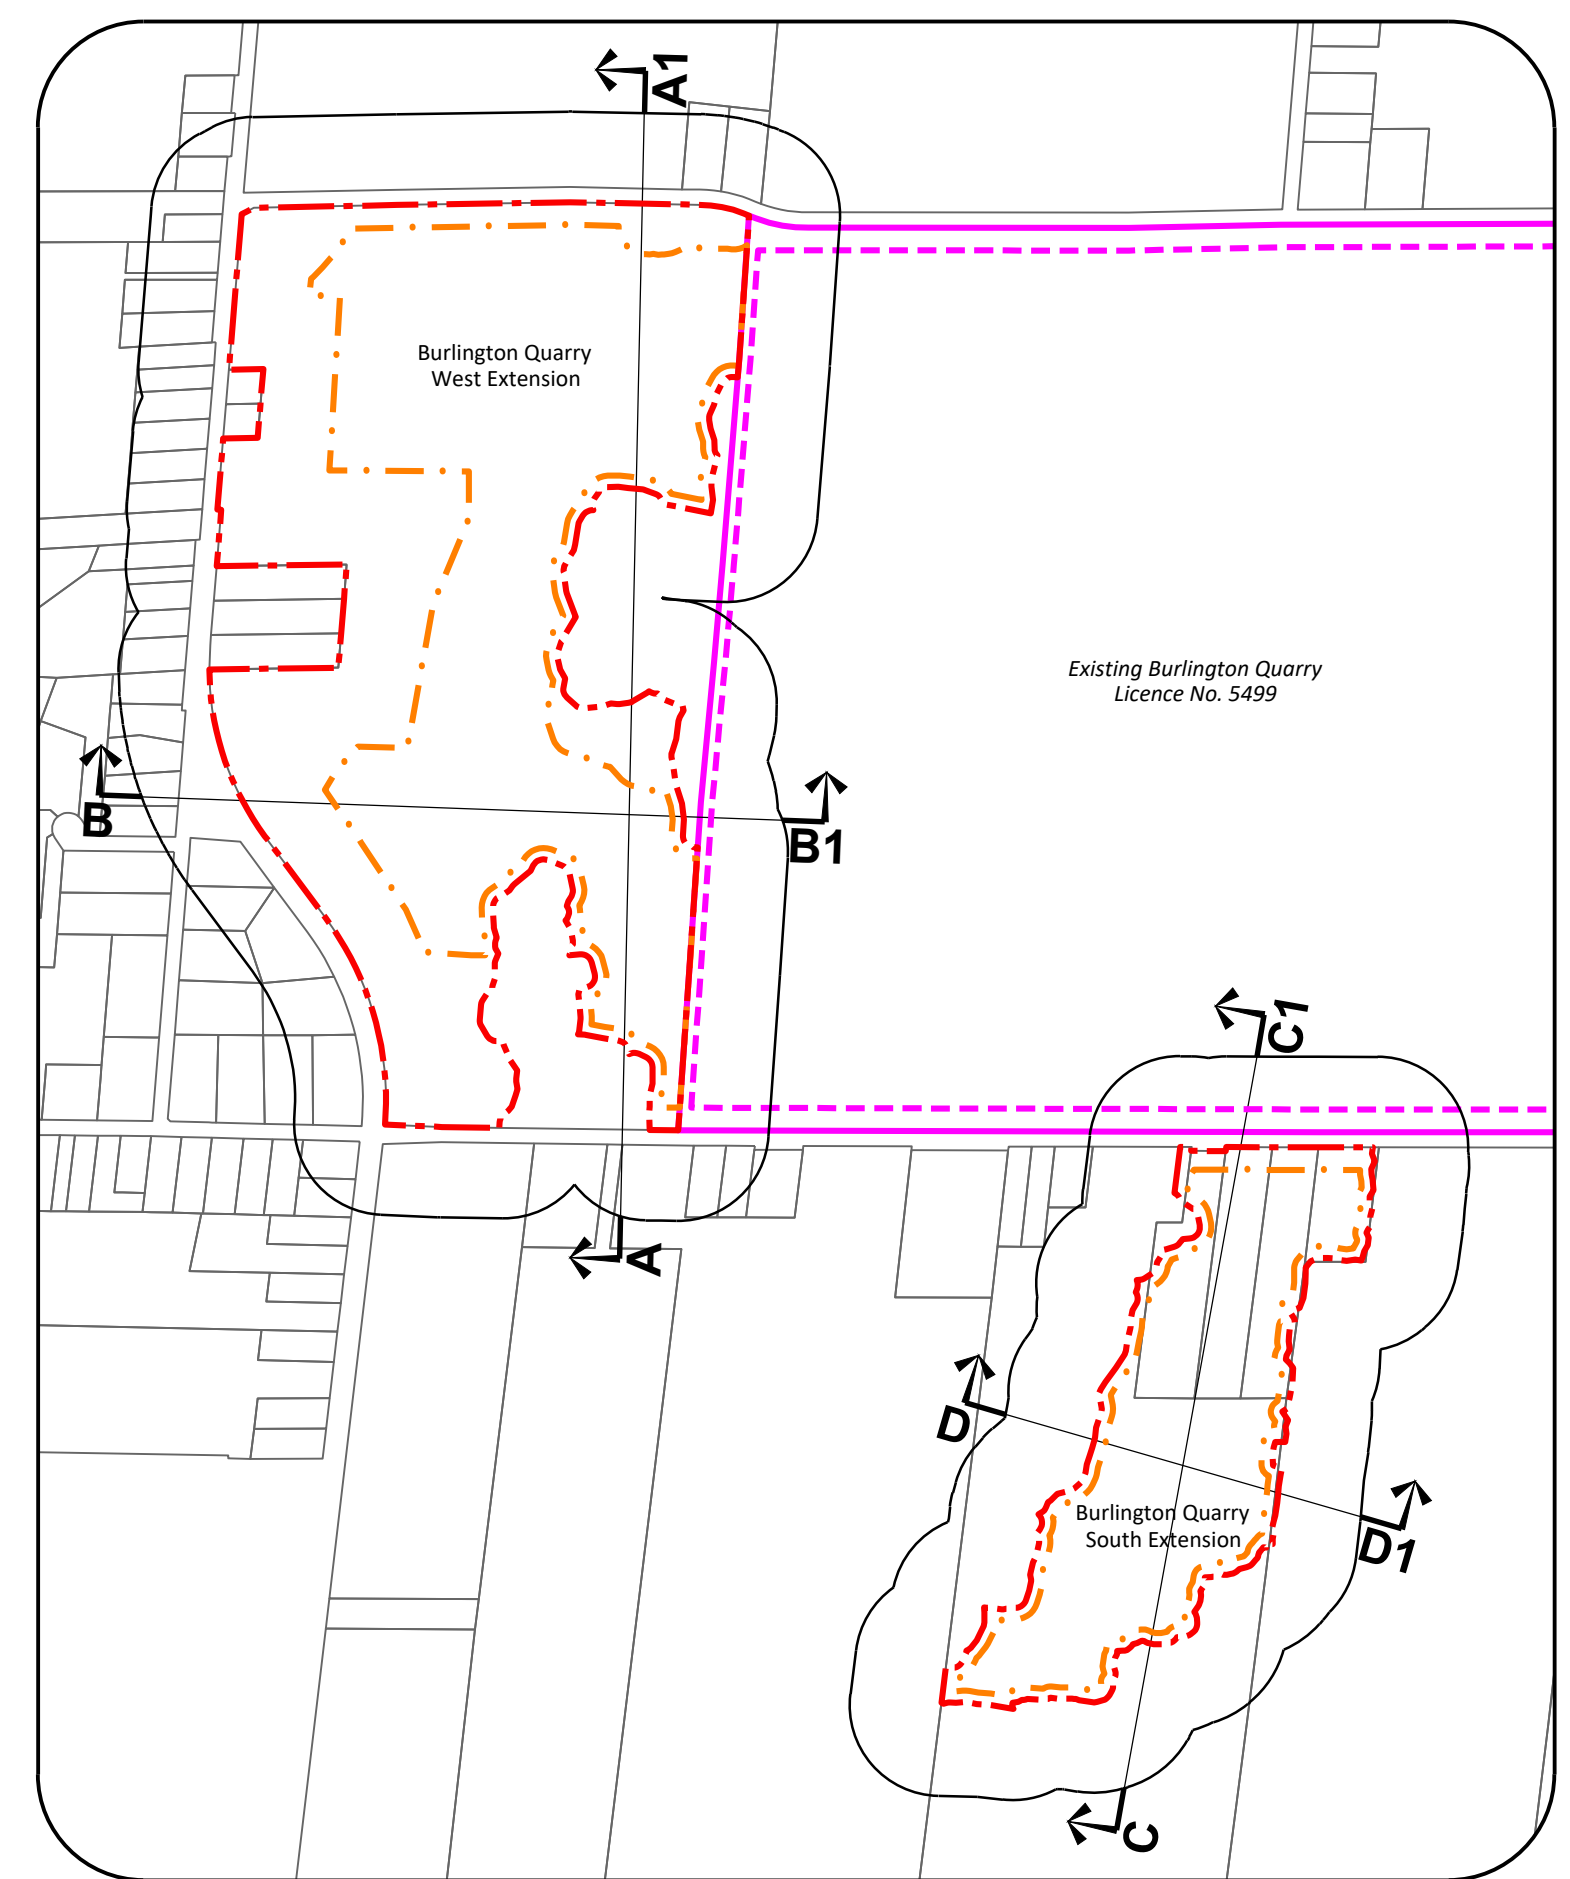 A1
Burlington Quarry
West Extension
Existing Burlington Quarry
Licence No. 5499
B
B1
C1
A
D
Burlington Quarry
South Extension
D1
C